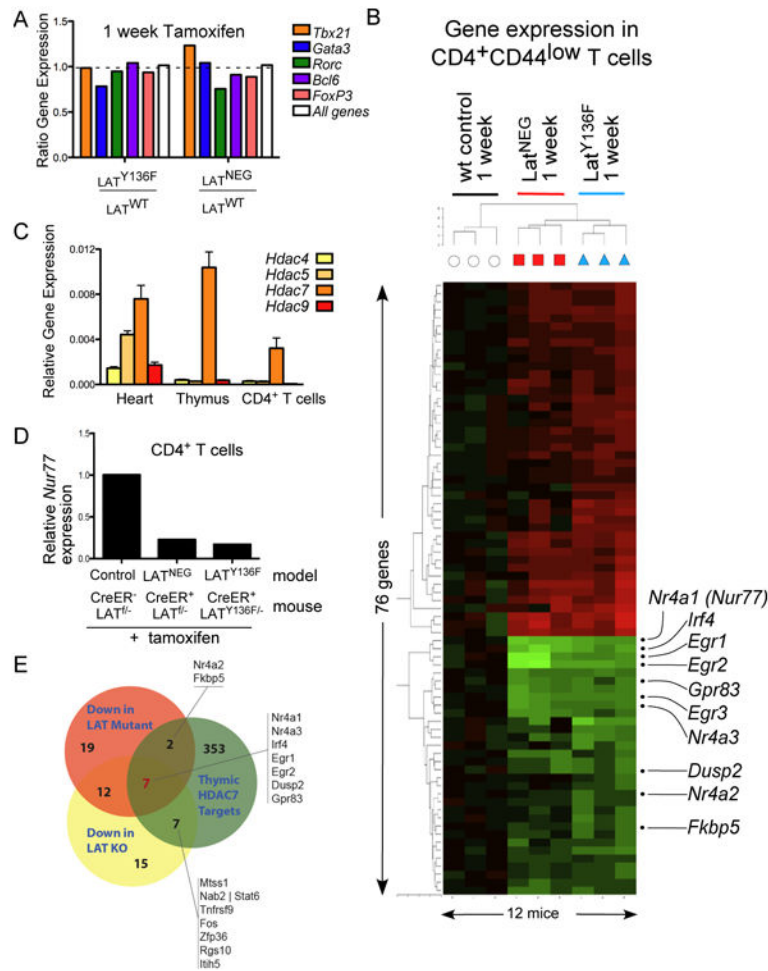 A
1 week Tamoxifen
Ratio Gene Expression
1.5
1.0
0.5
0.0
Tbx21
Gata3
Rorc
Bcl6
FoxP3
All genes
LAT^Y136F
LAT^WT
LAT^NEG
LAT^WT
B
Gene expression in
CD4+CD44^low T cells
wt control
1 week
Lat^NEG
1 week
Lat^Y136F
1 week
76 genes
Nr4a1 (Nur77)
Irf4
Egr1
Egr2
Gpr83
Egr3
Nr4a3
Dusp2
Nr4a2
Fkbp5
12 mice
C
Relative Gene Expression
0.012
0.008
0.004
0.000
Hdac4
Hdac5
Hdac7
Hdac9
Heart Thymus CD4+ T cells
D
CD4+ T cells
Relative Nur77
expression
1.5
1.0
0.5
0.0
Control LAT^NEG LAT^Y136F model
CreER- CreER+ CreER+
LAT^f/- LAT^f/- LAT^Y136F/- mouse
+ tamoxifen
E
Nr4a2
Fkbp5
Down in
LAT Mutant
19
2
353
12
7
Thymic
HDAC7
Targets
Down in
LAT KO
7
15
Nr4a1
Nr4a3
Irf4
Egr1
Egr2
Dusp2
Gpr83
Mtss1
Nab2 | Stat6
Tnfrsf9
Fos
Zfp36
Rgs10
Itih5